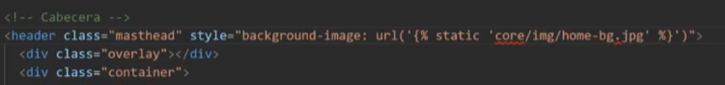 <!-- Cabecera -->
<header class="masthead" style="background-image: url('{% static 'core/img/home-bg.jpg' %}')">
<div class="overlay"></div>
<div class="container">